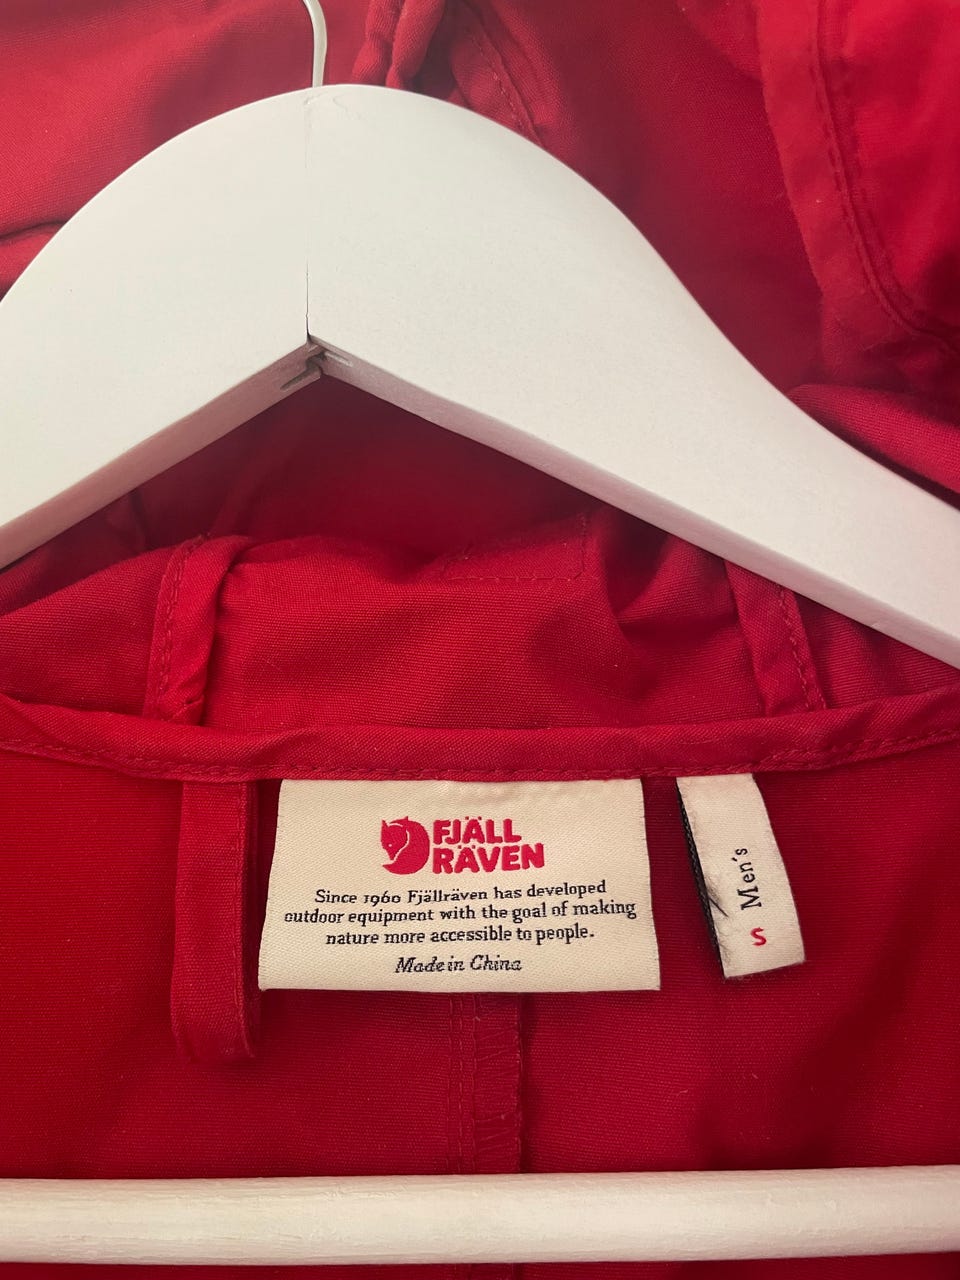 FJÄLL
RÄVEN
Since 1960 Fjällräven has developed
outdoor equipment with the goal of making
nature more accessible to people.
Made in China
Men's
S